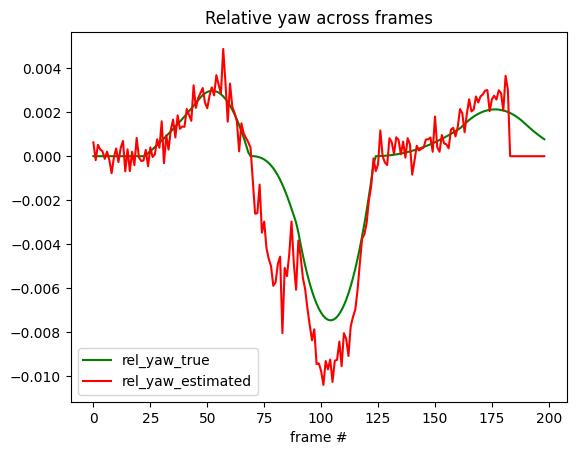 Relative yaw across frames
0.004
0.002
0.000
−0.002
−0.004
−0.006
−0.008
−0.010
rel_yaw_true
rel_yaw_estimated
0 25 50 75 100 125 150 175 200
frame #